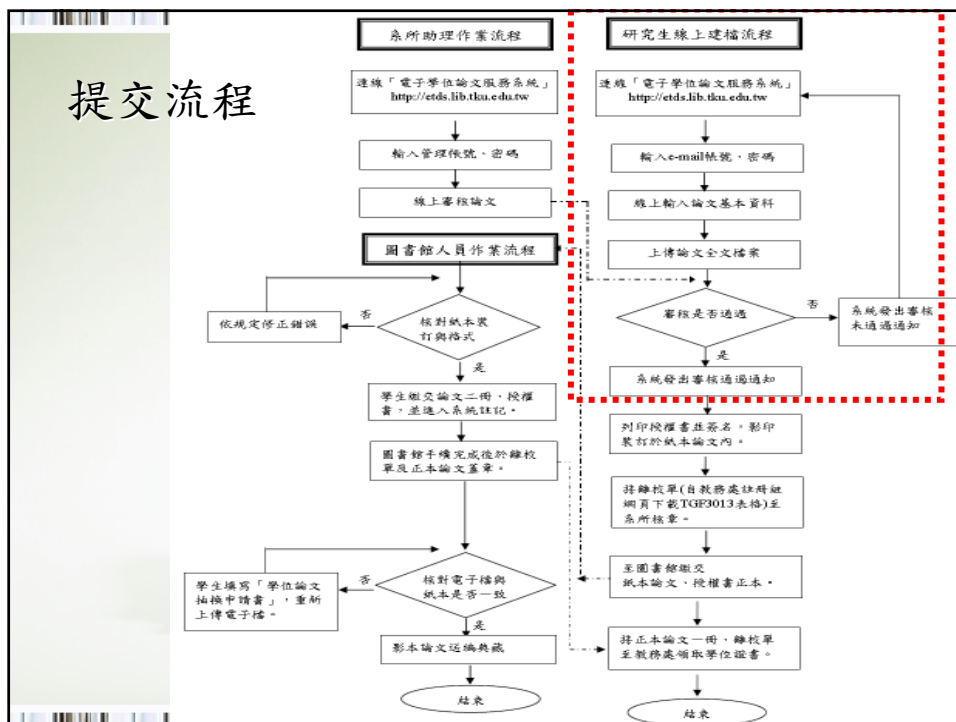 提交流程
系所助理作業流程
連線「電子學位論文服務系統」
http://etds.lib.tku.edu.tw
輸入管理帳號、密碼
線上審核論文
圖書館人員作業流程
核對紙本裝
訂與格式
否
依規定修正錯誤
是
學生繳交論文二冊、授權
書，並進入系統註記。
圖書館手續完成後於離校
單及正本論文蓋章。
核對電子檔與
紙本是否一致
否
學生填寫「學位論文
抽換申請書」，重新
上傳電子檔。
是
影本論文送編典藏
結束
研究生線上建檔流程
連線「電子學位論文服務系統」
http://etds.lib.tku.edu.tw
輸入e-mail帳號、密碼
線上輸入論文基本資料
上傳論文全文檔案
審核是否通過
否
系統發出審核
未通過通知
是
系統發出審核通過通知
列印授權書並簽名，影印
裝訂於紙本論文內。
持離校單(自教務處註冊組
網頁下載TGF3013表格)至
系所核章。
至圖書館繳交
紙本論文、授權書正本。
持正本論文一冊、離校單
至教務處領取學位證書。
結束